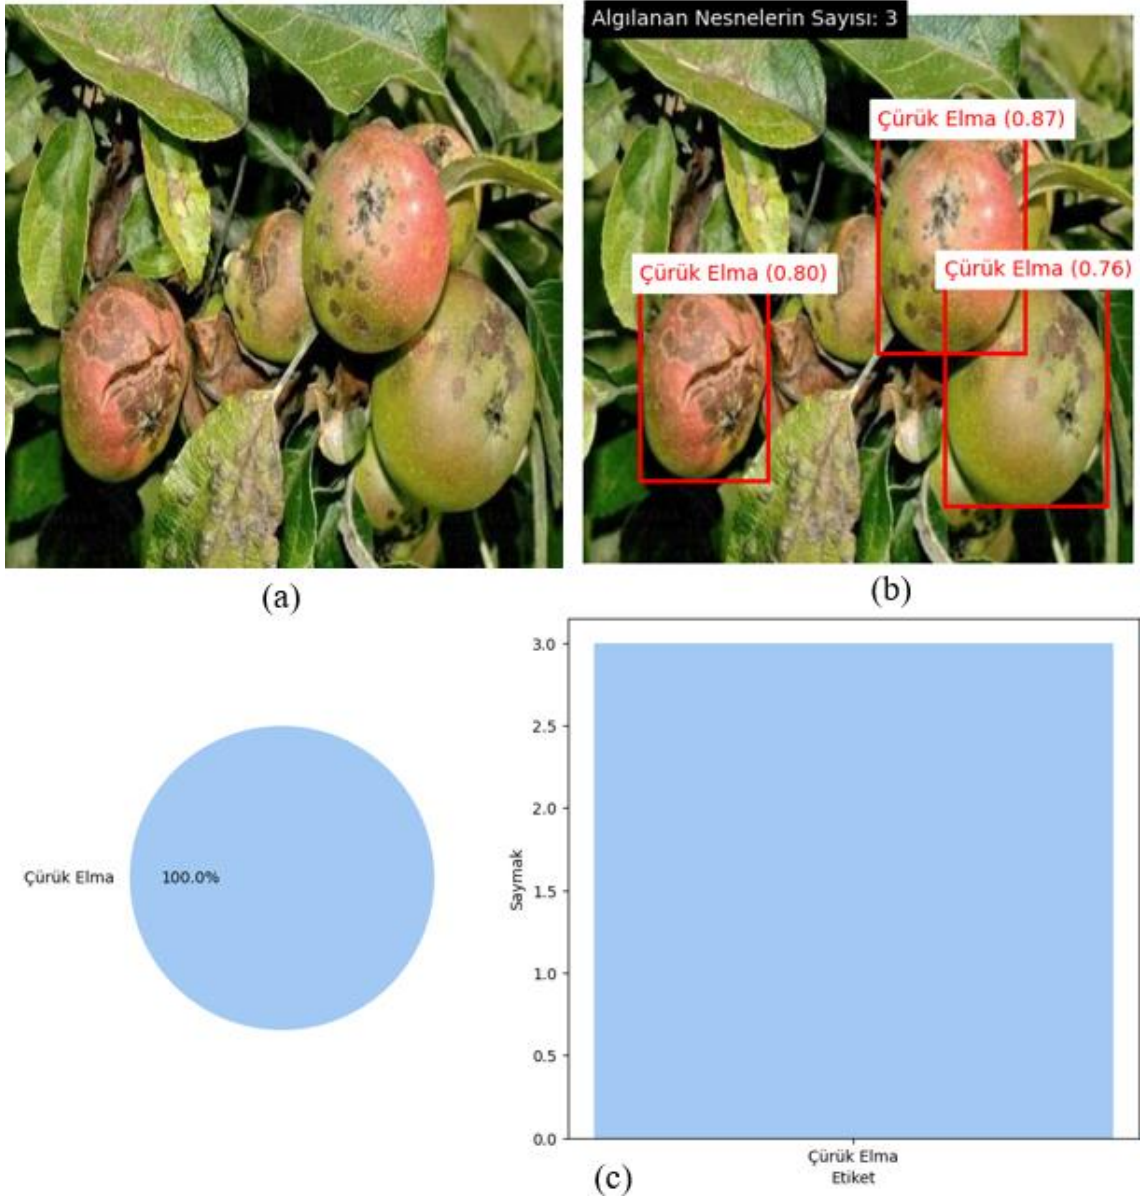 Algılanan Nesnelerin Sayısı: 3
Çürük Elma (0.87)
Çürük Elma (0.80)
Çürük Elma (0.76)
(a)
(b)
Çürük Elma
100.0%
3.0
2.5
2.0
1.5
1.0
0.5
0.0
Saymak
Çürük Elma
Etiket
(c)